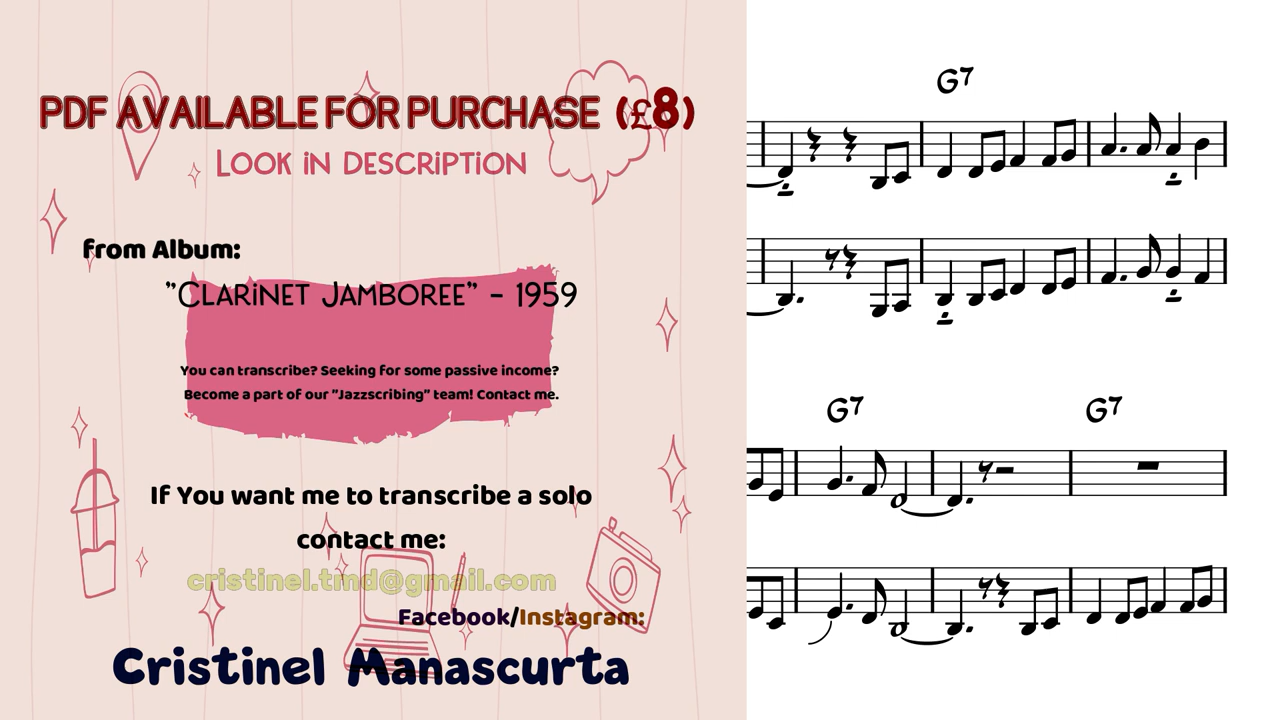 PDF AVAILABLE FOR PURCHASE (£8)
LOOK IN DESCRIPTION
from Album:
"CLARINET JAMBOREE" - 1959
You can transcribe? Seeking for some passive income?
Become a part of our "Jazzscribing" team! Contact me.
If You want me to transcribe a solo
contact me:
cristinel.tmd@gmail.com
Facebook/Instagram:
Cristinel Manascurta
G7
G7 G7